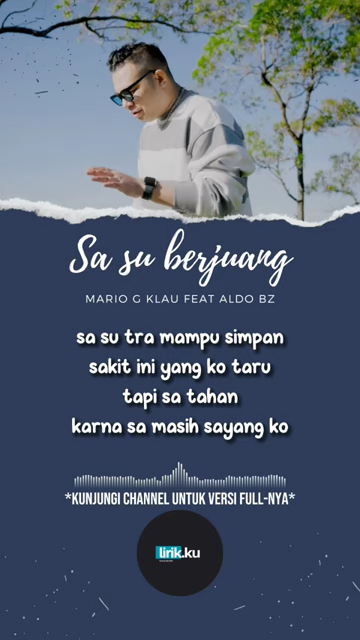 Sa su berjuang
MARIO G KLAU FEAT ALDO BZ
sa su tra mampu simpan
sakit ini yang ko taru
tapi sa tahan
karna sa masih sayang ko
*KUNJUNGI CHANNEL UNTUK VERSI FULL-NYA*
lirik.ku